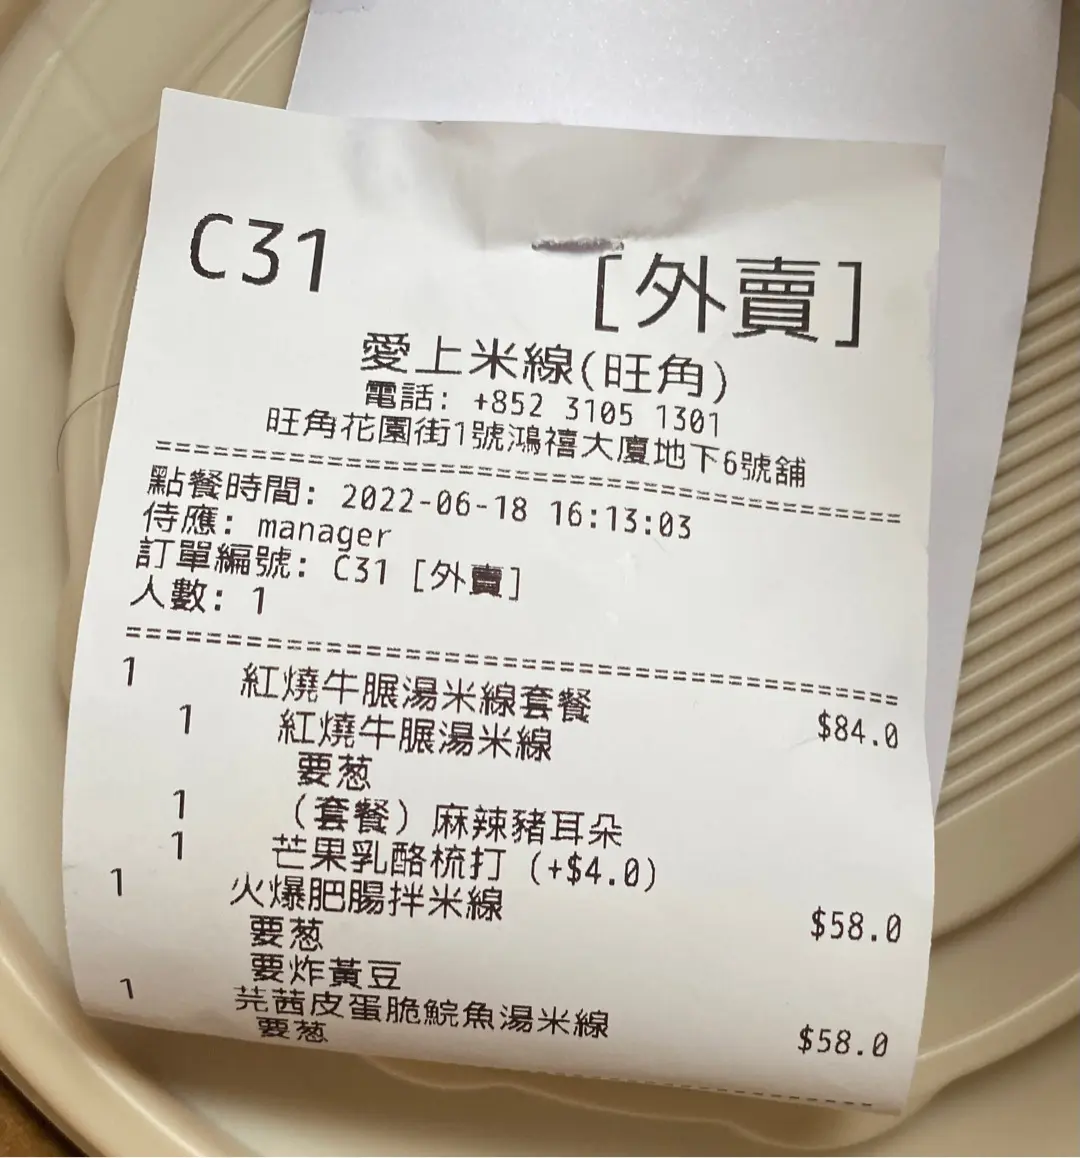 C31 [外賣]
愛上米線(旺角)
電話: +852 3105 1301
旺角花園街1號鴻禧大廈地下6號舖
==================================
點餐時間: 2022-06-18 16:13:03
侍應: manager
訂單編號: C31 [外賣]
人數: 1
==================================
1 紅燒牛𦟌湯米線套餐 $84.0
1 紅燒牛𦟌湯米線
要葱
1 (套餐) 麻辣豬耳朵
1 芒果乳酪梳打 (+$4.0)
1 火爆肥腸拌米線 $58.0
要葱
要炸黃豆
1 芫茜皮蛋脆鯇魚湯米線 $58.0
要葱